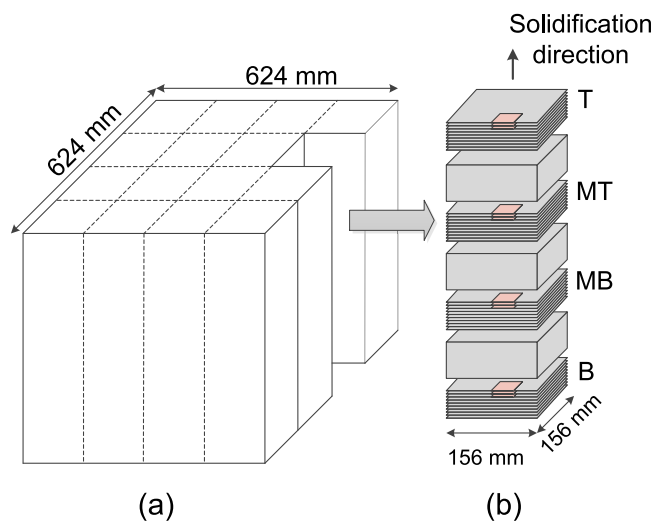 Solidification
direction
624 mm
624 mm
T
MT
MB
B
156 mm
156 mm
(a)
(b)